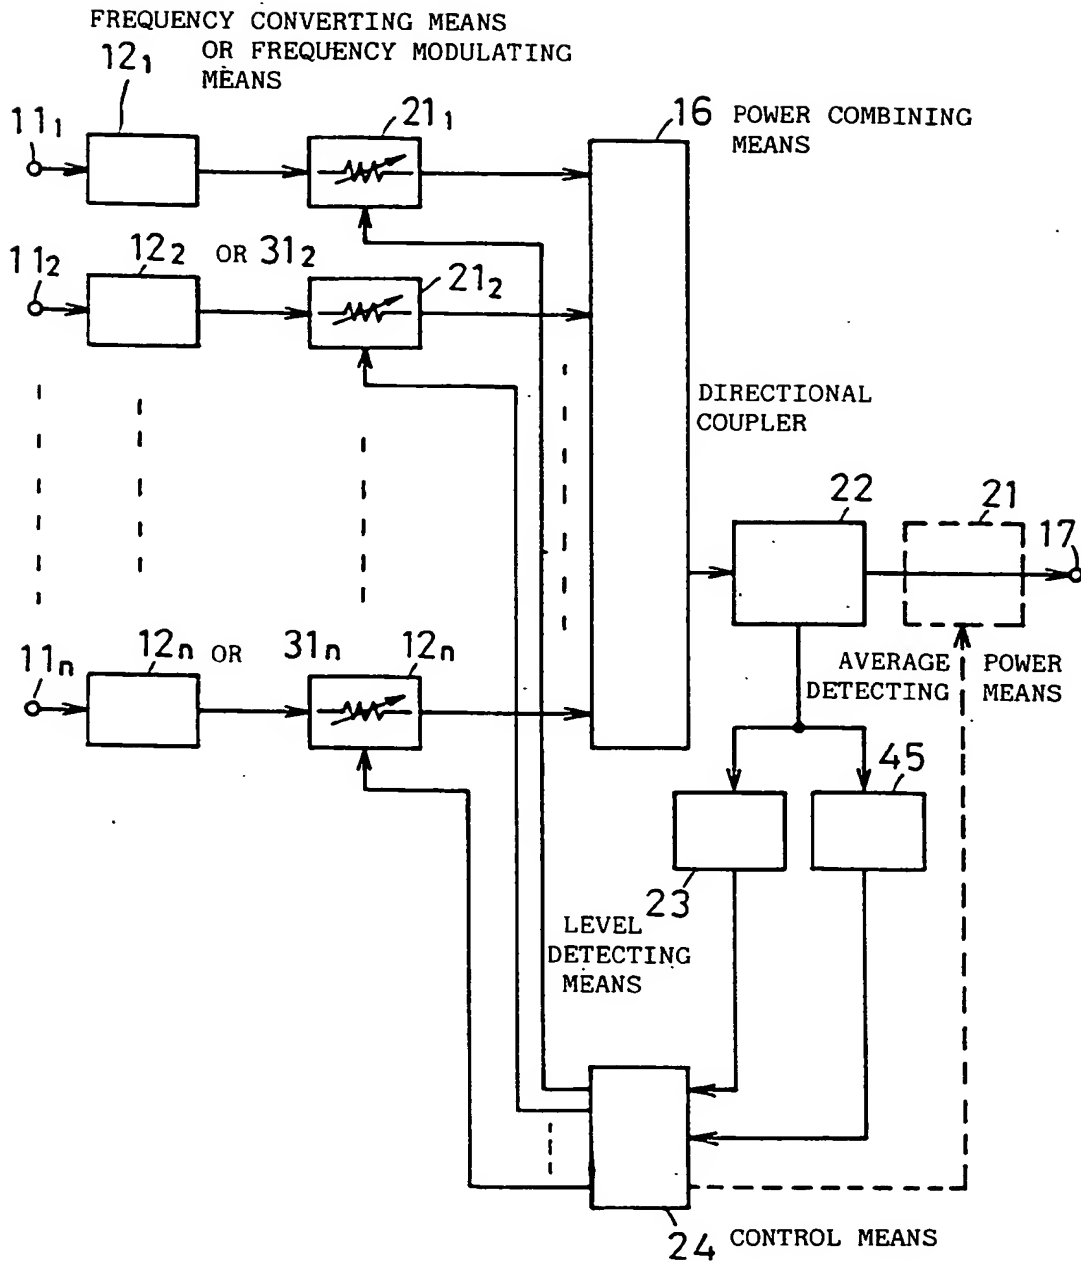 FREQUENCY CONVERTING MEANS
OR FREQUENCY MODULATING
MEANS
12₁
11₁
21₁
16 POWER COMBINING
MEANS
11₂
12₂ OR 31₂
21₂
DIRECTIONAL
COUPLER
22
21
17
11ₙ
12ₙ OR 31ₙ
12ₙ
AVERAGE POWER
DETECTING MEANS
45
23
LEVEL
DETECTING
MEANS
24 CONTROL MEANS